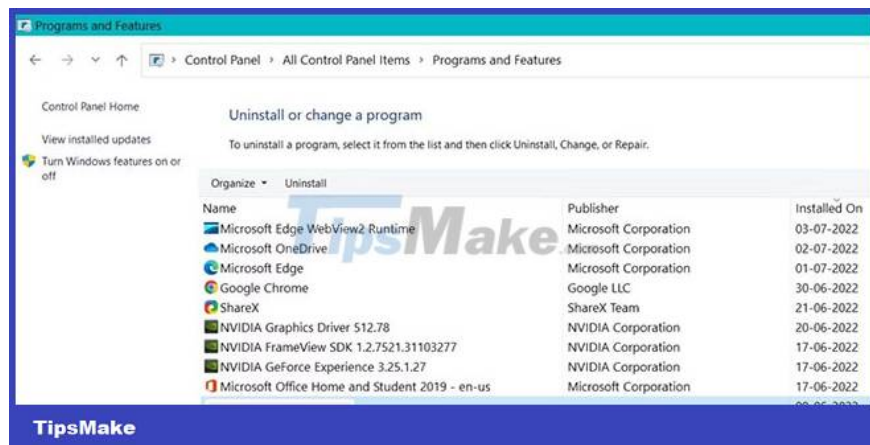 Programs and Features
Control Panel > All Control Panel Items > Programs and Features
Control Panel Home
View installed updates
Turn Windows features on or
off
Uninstall or change a program
To uninstall a program, select it from the list and then click Uninstall, Change, or Repair.
Organize Uninstall
Name Publisher Installed On
Microsoft Edge WebView2 Runtime Microsoft Corporation 03-07-2022
Microsoft OneDrive Microsoft Corporation 02-07-2022
Microsoft Edge Microsoft Corporation 01-07-2022
Google Chrome Google LLC 30-06-2022
ShareX ShareX Team 21-06-2022
NVIDIA Graphics Driver 512.78 NVIDIA Corporation 20-06-2022
NVIDIA FrameView SDK 1.2.7521.31103277 NVIDIA Corporation 17-06-2022
NVIDIA GeForce Experience 3.25.1.27 NVIDIA Corporation 17-06-2022
Microsoft Office Home and Student 2019 - en-us Microsoft Corporation 17-06-2022
TipsMake
TipsMake